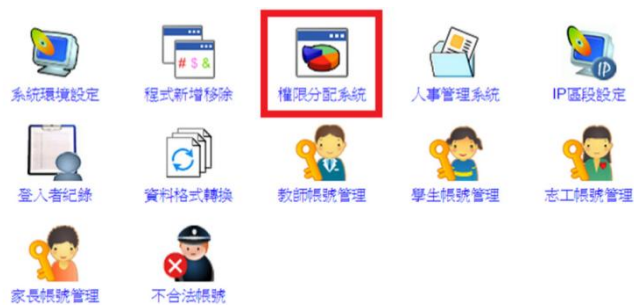 # $ &
系統環境設定
程式新增移除
權限分配系統
人事管理系統
IP
IP區段設定
登入者紀錄
資料格式轉換
教師帳號管理
學生帳號管理
志工帳號管理
家長帳號管理
不合法帳號